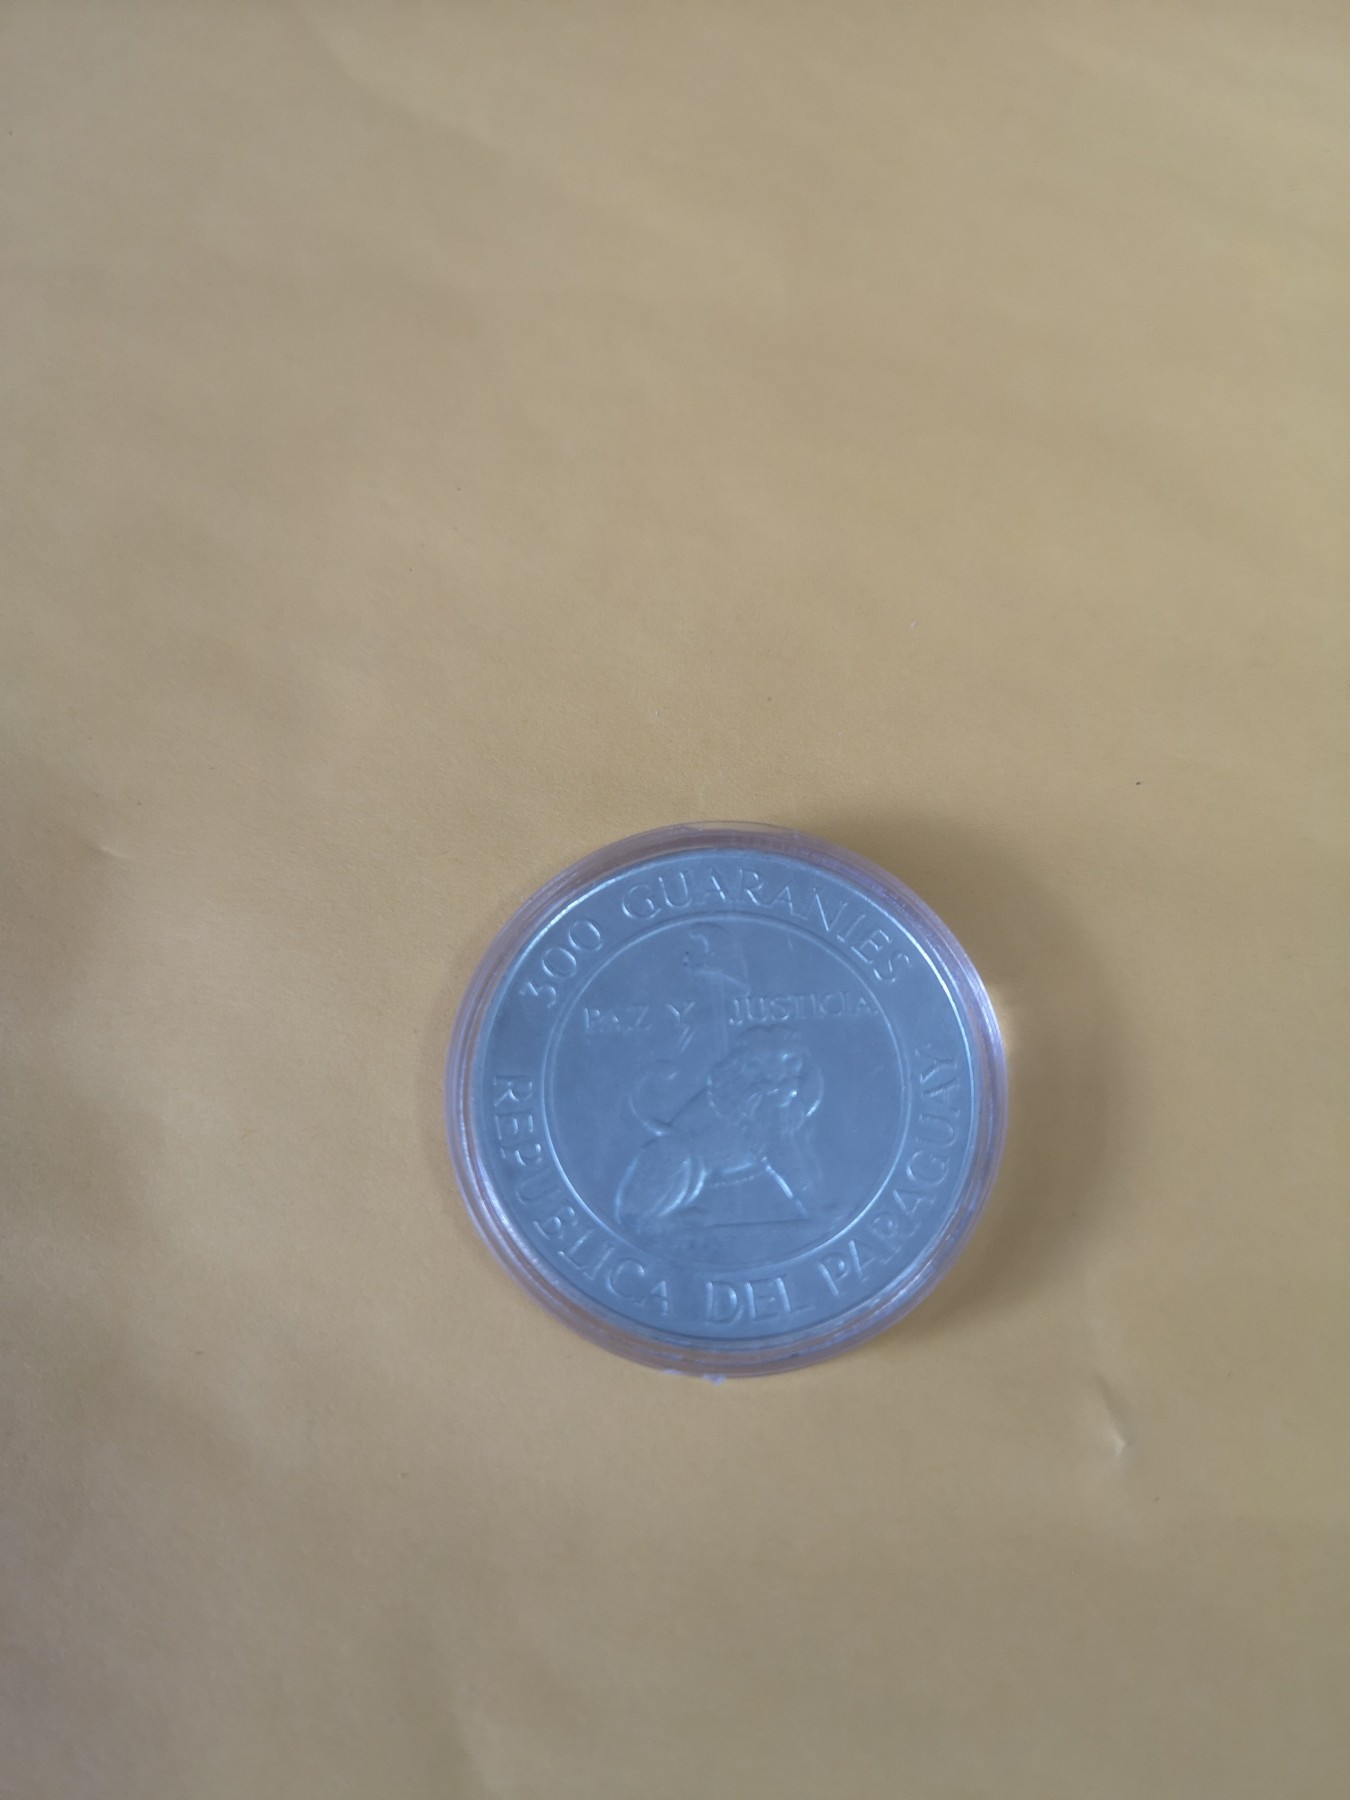 300 GUARANIES
PAZ Y JUSTICIA
REPUBLICA DEL PARAGUAY